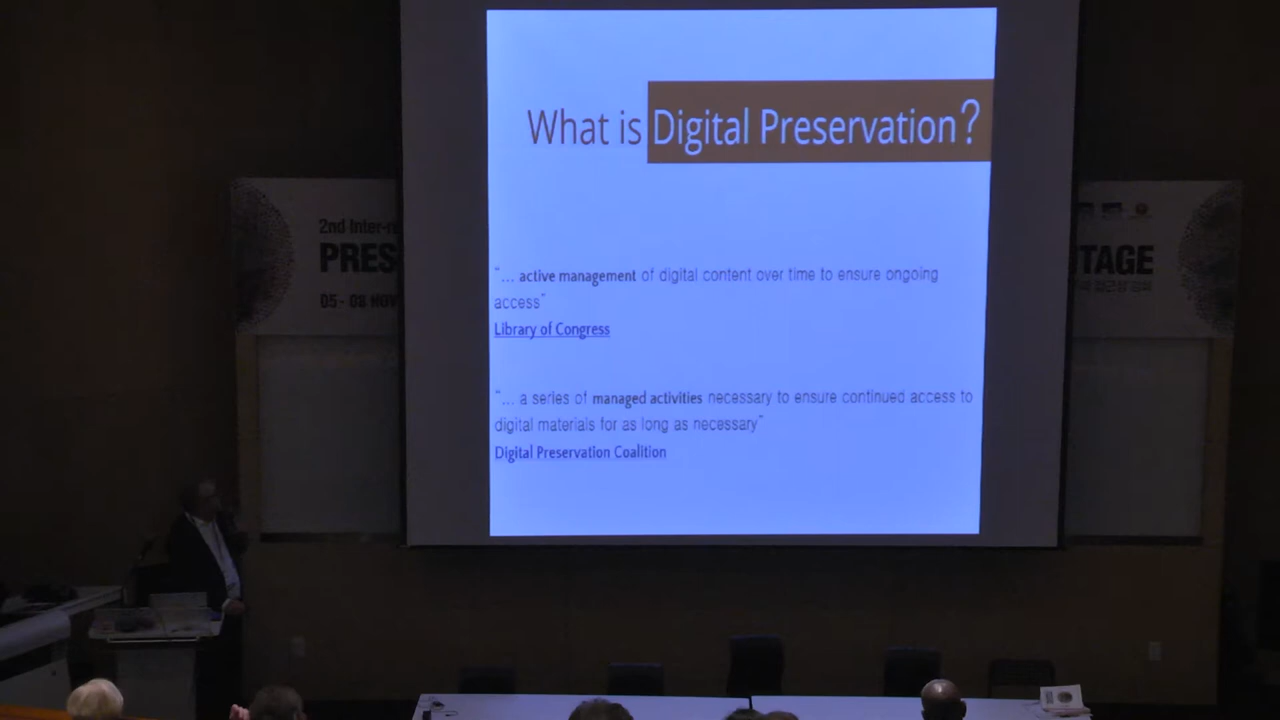 What is Digital Preservation?
"... active management of digital content over time to ensure ongoing
access"
Library of Congress
"... a series of managed activities necessary to ensure continued access to
digital materials for as long as necessary"
Digital Preservation Coalition
2nd Inter-r
PRES
05 - 08 NOV
TAGE